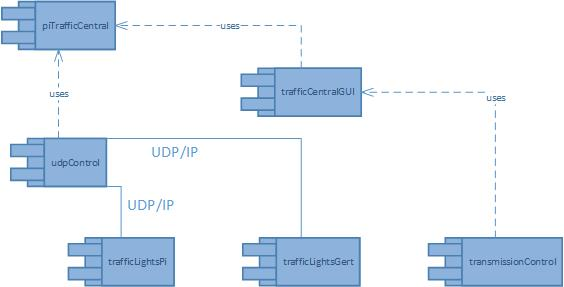 piTrafficCentral
uses
trafficCentralGUI
uses
uses
udpControl
UDP/IP
UDP/IP
trafficLightsPi
trafficLightsGert
transmissionControl